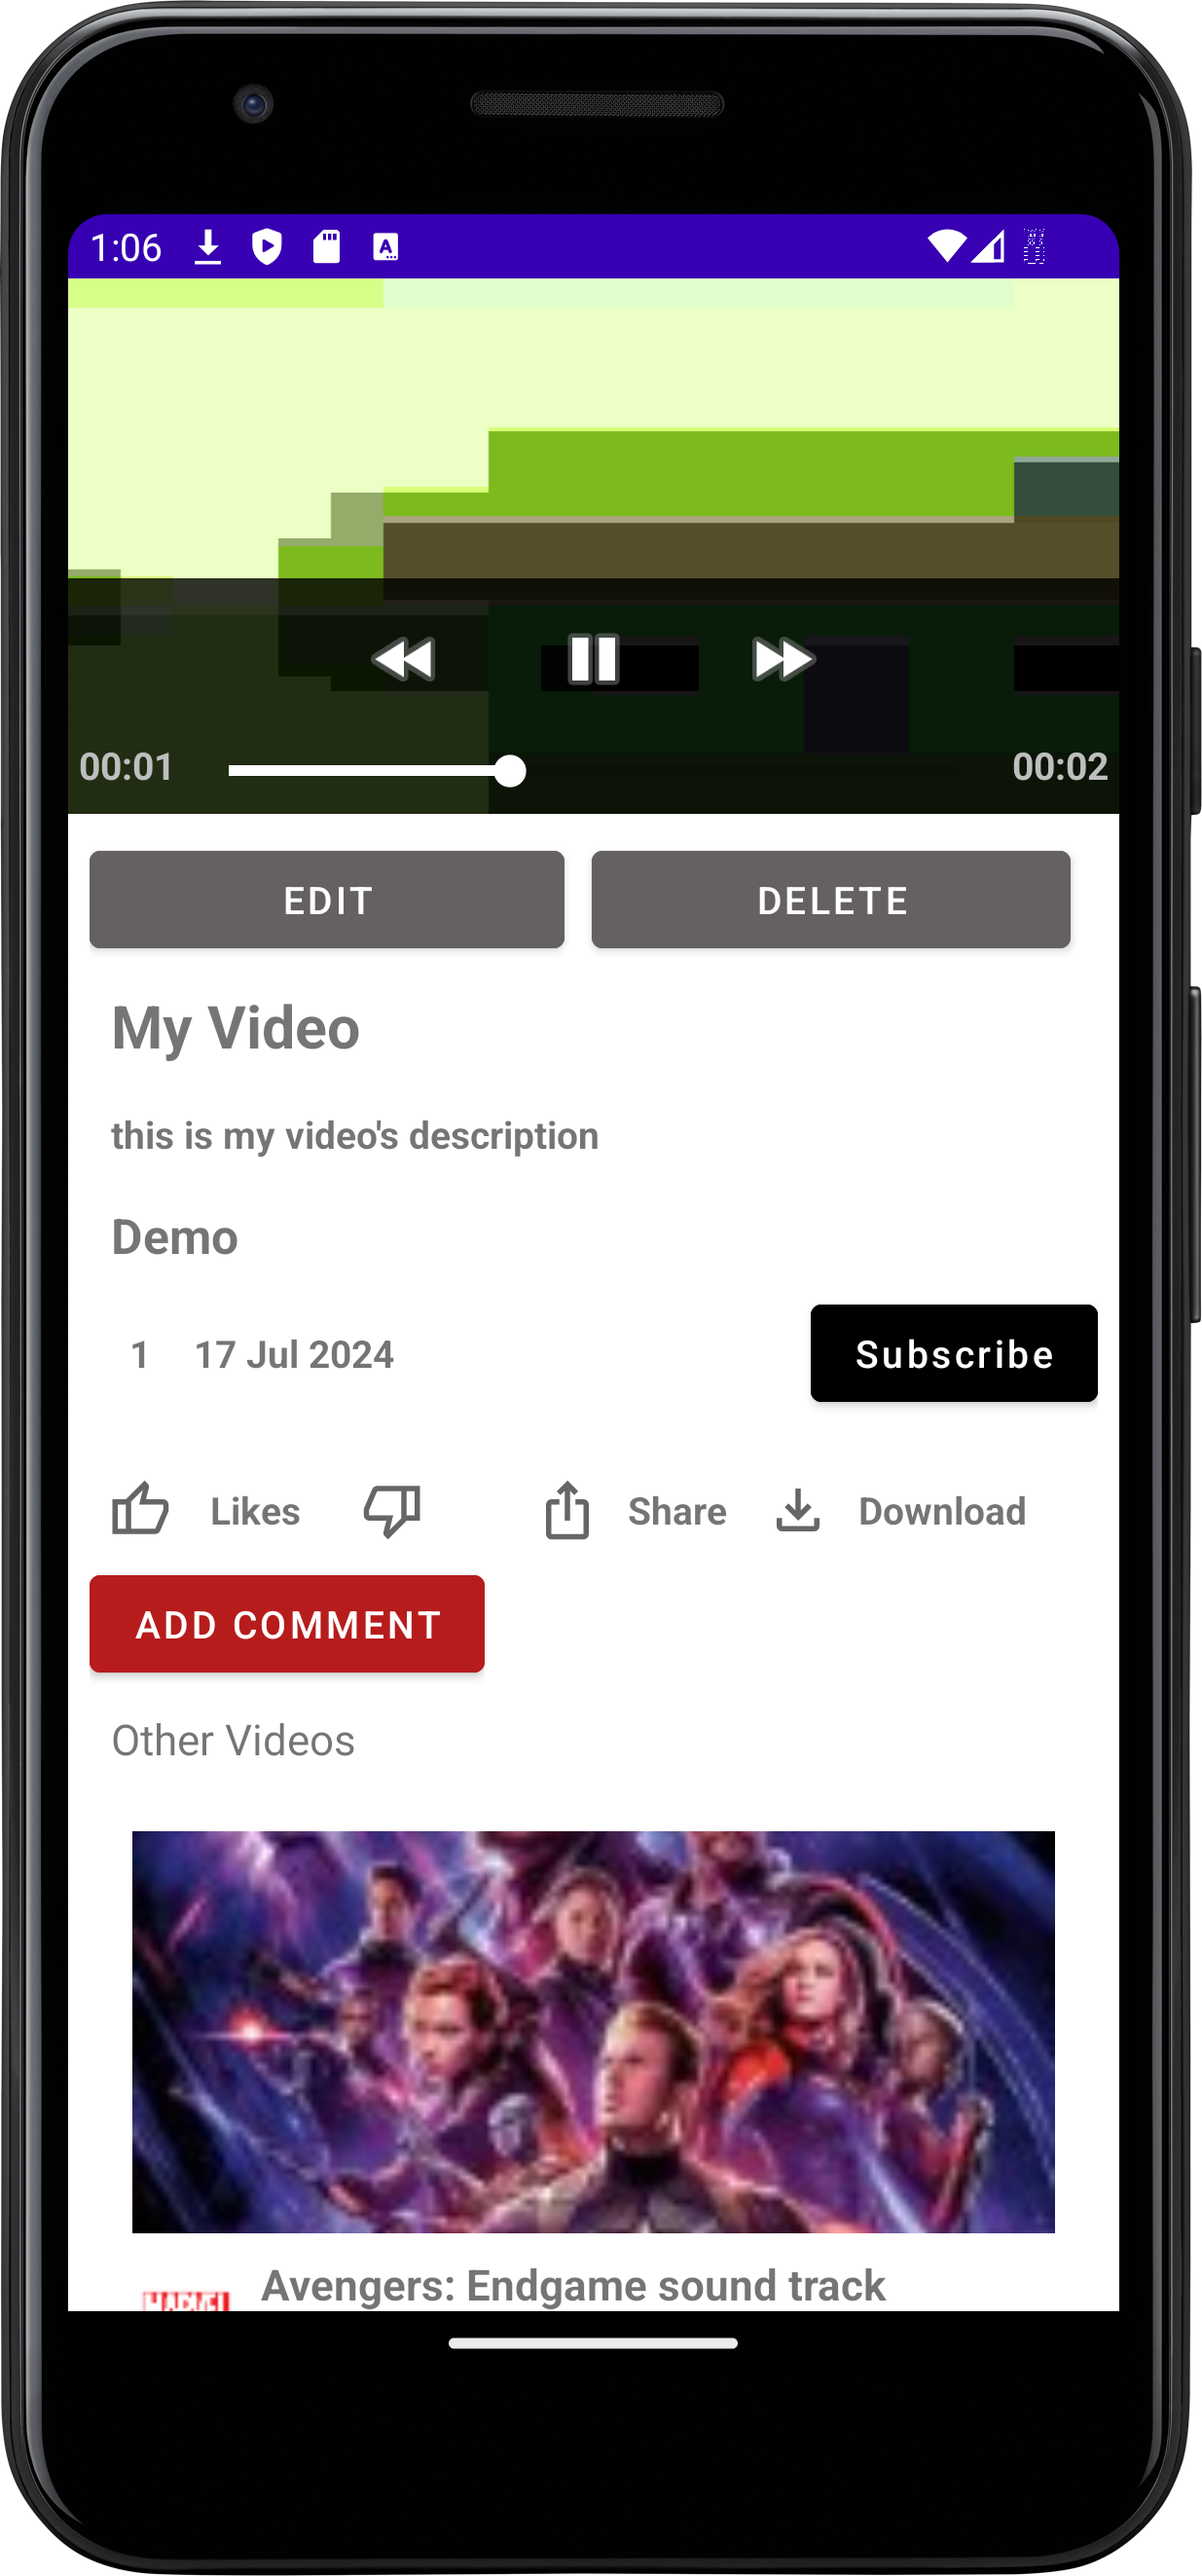 1:06
A
00:01 00:02
EDIT DELETE
My Video
this is my video's description
Demo
1 17 Jul 2024 Subscribe
Likes Share Download
ADD COMMENT
Other Videos
Avengers: Endgame sound track
MARVEL